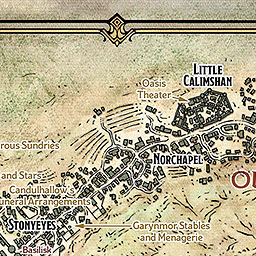 LITTLE
CALIMSHAN
Oasis
Theater
rous Sundries
NORCHAPEL
and Stars
Candulhallow's
uneral Arrangements
STONYEYES
Garynmor Stables
and Menagerie
Basilisk